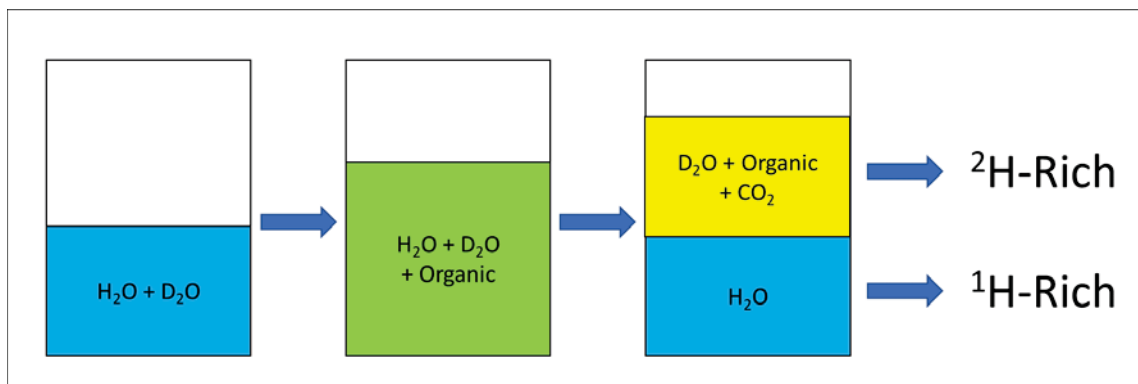 H₂O + D₂O
H₂O + D₂O
+ Organic
D₂O + Organic
+ CO₂
H₂O
²H-Rich
¹H-Rich